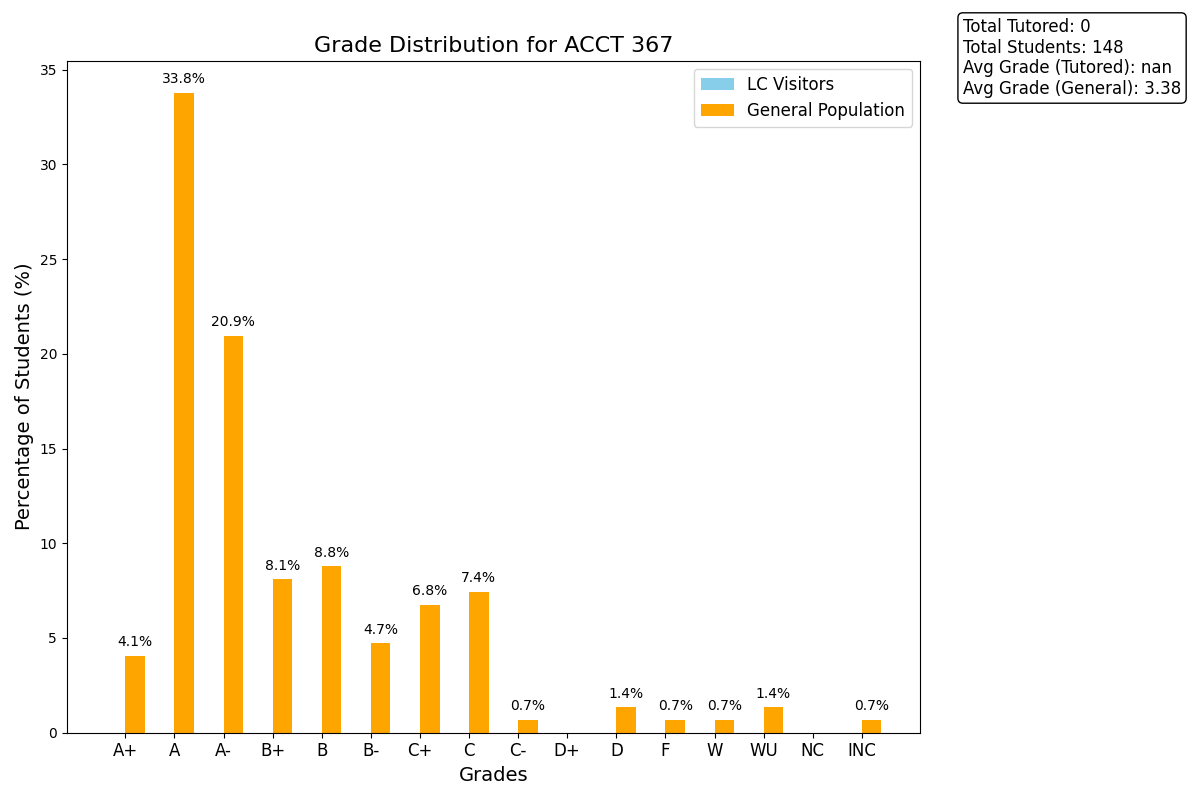 Grade Distribution for ACCT 367
Total Tutored: 0
Total Students: 148
Avg Grade (Tutored): nan
Avg Grade (General): 3.38
LC Visitors
General Population
Percentage of Students (%)
35
30
25
20
15
10
5
0
4.1%
33.8%
20.9%
8.1%
8.8%
4.7%
6.8%
7.4%
0.7%
1.4%
0.7%
0.7%
1.4%
0.7%
A+ A A- B+ B B- C+ C C- D+ D F W WU NC INC
Grades